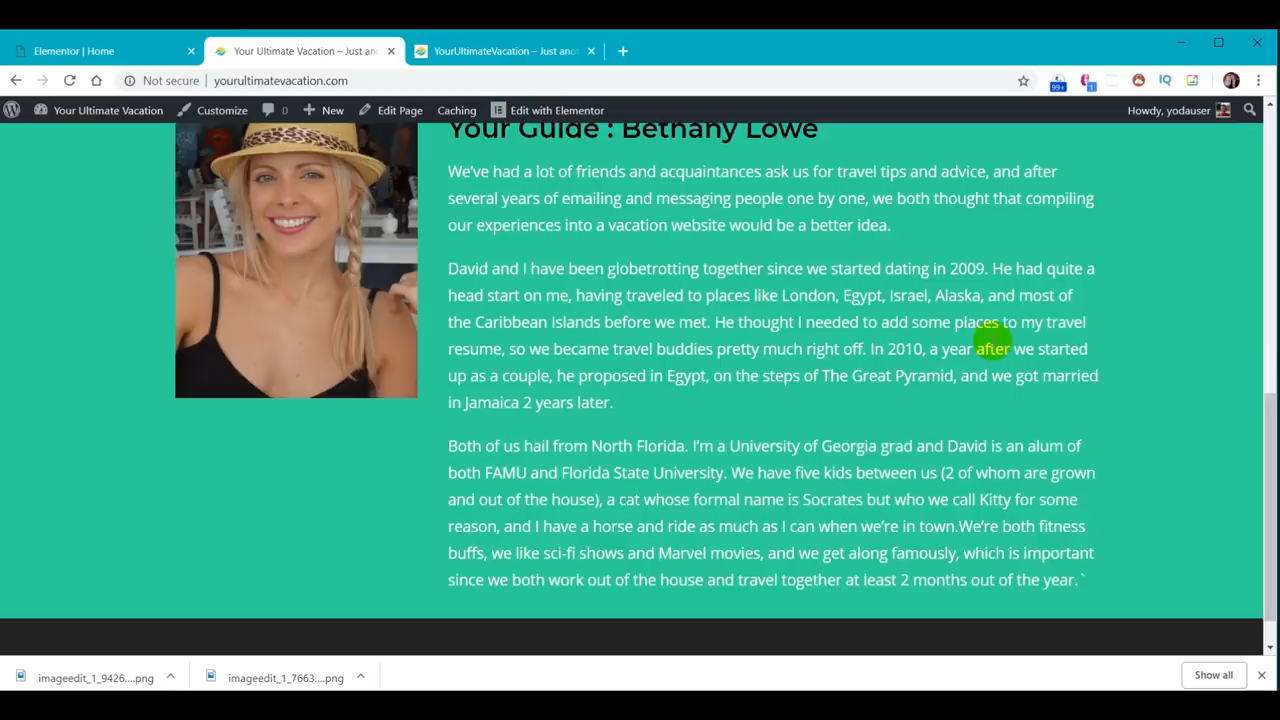 Elementor | Home
Your Ultimate Vacation – Just an
YourUltimateVacation – Just ano
Not secure
yourultimatevacation.com
99+
1
IQ
Your Ultimate Vacation
Customize
0
New
Edit Page
Caching
Edit with Elementor
Howdy, yodauser
Your Guide : Bethany Lowe
We've had a lot of friends and acquaintances ask us for travel tips and advice, and after
several years of emailing and messaging people one by one, we both thought that compiling
our experiences into a vacation website would be a better idea.
David and I have been globetrotting together since we started dating in 2009. He had quite a
head start on me, having traveled to places like London, Egypt, Israel, Alaska, and most of
the Caribbean Islands before we met. He thought I needed to add some places to my travel
resume, so we became travel buddies pretty much right off. In 2010, a year after we started
up as a couple, he proposed in Egypt, on the steps of The Great Pyramid, and we got married
in Jamaica 2 years later.
Both of us hail from North Florida. I'm a University of Georgia grad and David is an alum of
both FAMU and Florida State University. We have five kids between us (2 of whom are grown
and out of the house), a cat whose formal name is Socrates but who we call Kitty for some
reason, and I have a horse and ride as much as I can when we're in town.We're both fitness
buffs, we like sci-fi shows and Marvel movies, and we get along famously, which is important
since we both work out of the house and travel together at least 2 months out of the year.`
imageedit_1_9426....png
imageedit_1_7663....png
Show all